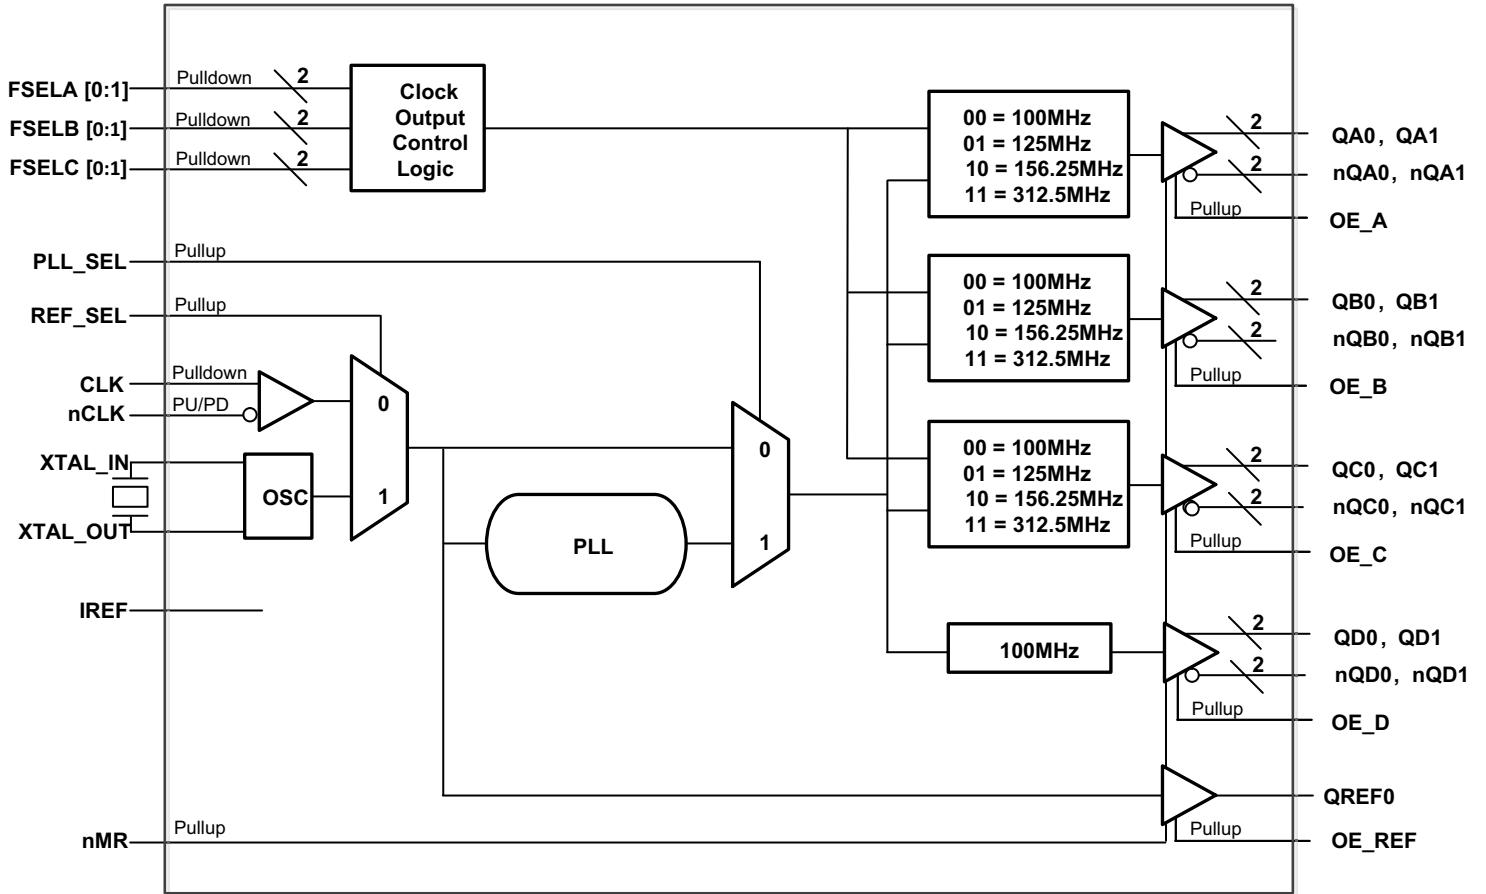 FSELA [0:1]
Pulldown
2
FSELB [0:1]
Pulldown
2
FSELC [0:1]
Pulldown
2
Clock
Output
Control
Logic
PLL_SEL
Pullup
REF_SEL
Pullup
CLK
Pulldown
nCLK
PU/PD
0
1
XTAL_IN
XTAL_OUT
OSC
IREF
PLL
0
1
nMR
Pullup
00 = 100MHz
01 = 125MHz
10 = 156.25MHz
11 = 312.5MHz
2
QA0, QA1
2
nQA0, nQA1
Pullup
OE_A
00 = 100MHz
01 = 125MHz
10 = 156.25MHz
11 = 312.5MHz
2
QB0, QB1
2
nQB0, nQB1
Pullup
OE_B
00 = 100MHz
01 = 125MHz
10 = 156.25MHz
11 = 312.5MHz
2
QC0, QC1
2
nQC0, nQC1
Pullup
OE_C
100MHz
2
QD0, QD1
2
nQD0, nQD1
Pullup
OE_D
QREF0
Pullup
OE_REF